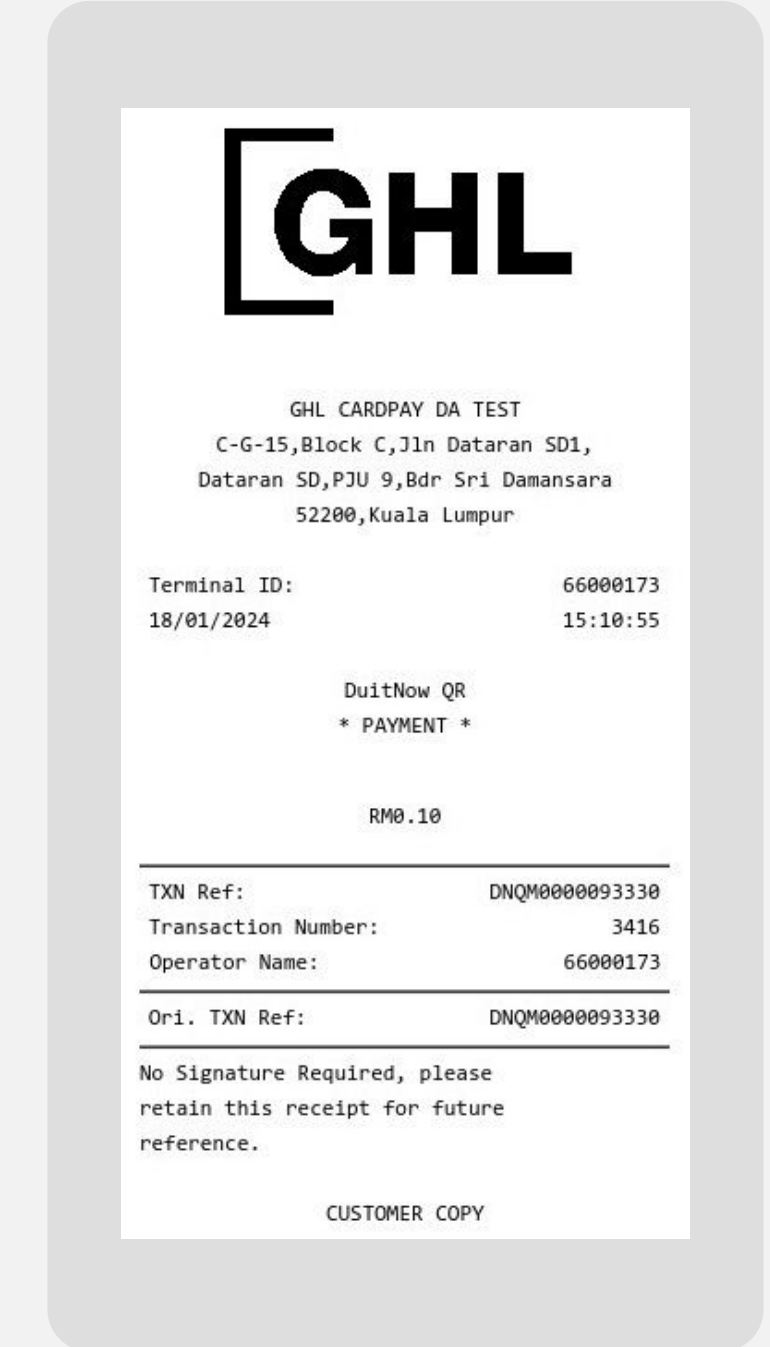 GHL
GHL CARDPAY DA TEST
C-G-15,Block C,Jln Dataran SD1,
Dataran SD,PJU 9,Bdr Sri Damansara
52200,Kuala Lumpur
Terminal ID: 66000173
18/01/2024 15:10:55
DuitNow QR
* PAYMENT *
RM0.10
TXN Ref: DNQM0000093330
Transaction Number: 3416
Operator Name: 66000173
Ori. TXN Ref: DNQM0000093330
No Signature Required, please
retain this receipt for future
reference.
CUSTOMER COPY